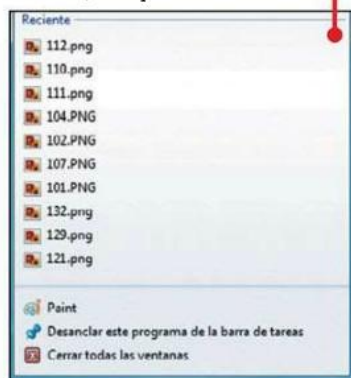 Reciente
112.png
110.png
111.png
104.PNG
102.PNG
107.PNG
101.PNG
132.png
129.png
121.png
Paint
Desanclar este programa de la barra de tareas
Cerrar todas las ventanas